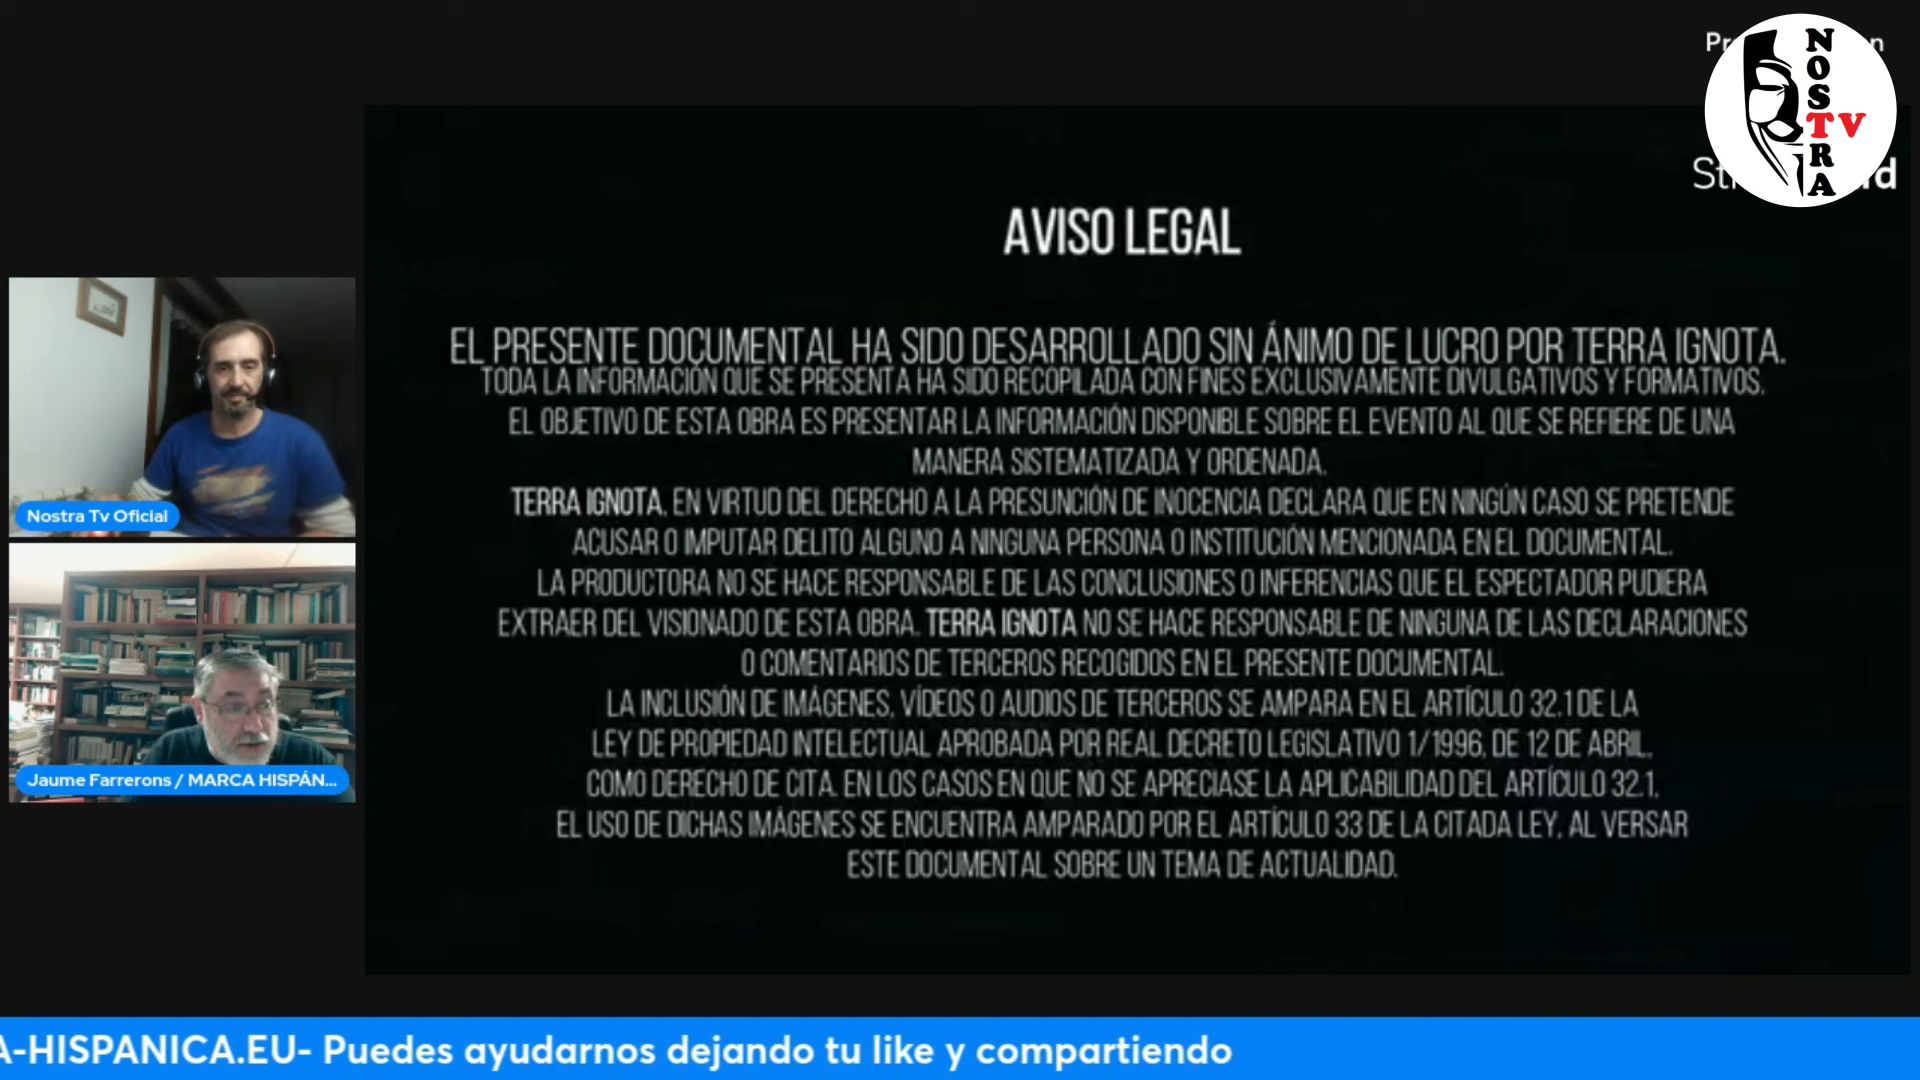 NOSTRA
TV
AVISO LEGAL
EL PRESENTE DOCUMENTAL HA SIDO DESARROLLADO SIN ÁNIMO DE LUCRO POR TERRA IGNOTA.
TODA LA INFORMACIÓN QUE SE PRESENTA HA SIDO RECOPILADA CON FINES EXCLUSIVAMENTE DIVULGATIVOS Y FORMATIVOS.
EL OBJETIVO DE ESTA OBRA ES PRESENTAR LA INFORMACIÓN DISPONIBLE SOBRE EL EVENTO AL QUE SE REFIERE DE UNA
MANERA SISTEMATIZADA Y ORDENADA.
TERRA IGNOTA, EN VIRTUD DEL DERECHO A LA PRESUNCIÓN DE INOCENCIA DECLARA QUE EN NINGÚN CASO SE PRETENDE
ACUSAR O IMPUTAR DELITO ALGUNO A NINGUNA PERSONA O INSTITUCIÓN MENCIONADA EN EL DOCUMENTAL.
LA PRODUCTORA NO SE HACE RESPONSABLE DE LAS CONCLUSIONES O INFERENCIAS QUE EL ESPECTADOR PUDIERA
EXTRAER DEL VISIONADO DE ESTA OBRA. TERRA IGNOTA NO SE HACE RESPONSABLE DE NINGUNA DE LAS DECLARACIONES
O COMENTARIOS DE TERCEROS RECOGIDOS EN EL PRESENTE DOCUMENTAL.
LA INCLUSIÓN DE IMÁGENES, VÍDEOS O AUDIOS DE TERCEROS SE AMPARA EN EL ARTÍCULO 32.1 DE LA
LEY DE PROPIEDAD INTELECTUAL APROBADA POR REAL DECRETO LEGISLATIVO 1/1996, DE 12 DE ABRIL,
COMO DERECHO DE CITA. EN LOS CASOS EN QUE NO SE APRECIASE LA APLICABILIDAD DEL ARTÍCULO 32.1,
EL USO DE DICHAS IMÁGENES SE ENCUENTRA AMPARADO POR EL ARTÍCULO 33 DE LA CITADA LEY, AL VERSAR
ESTE DOCUMENTAL SOBRE UN TEMA DE ACTUALIDAD.
Nostra Tv Oficial
Jaume Farrerons / MARCA HISPÁN...
A-HISPANICA.EU- Puedes ayudarnos dejando tu like y compartiendo